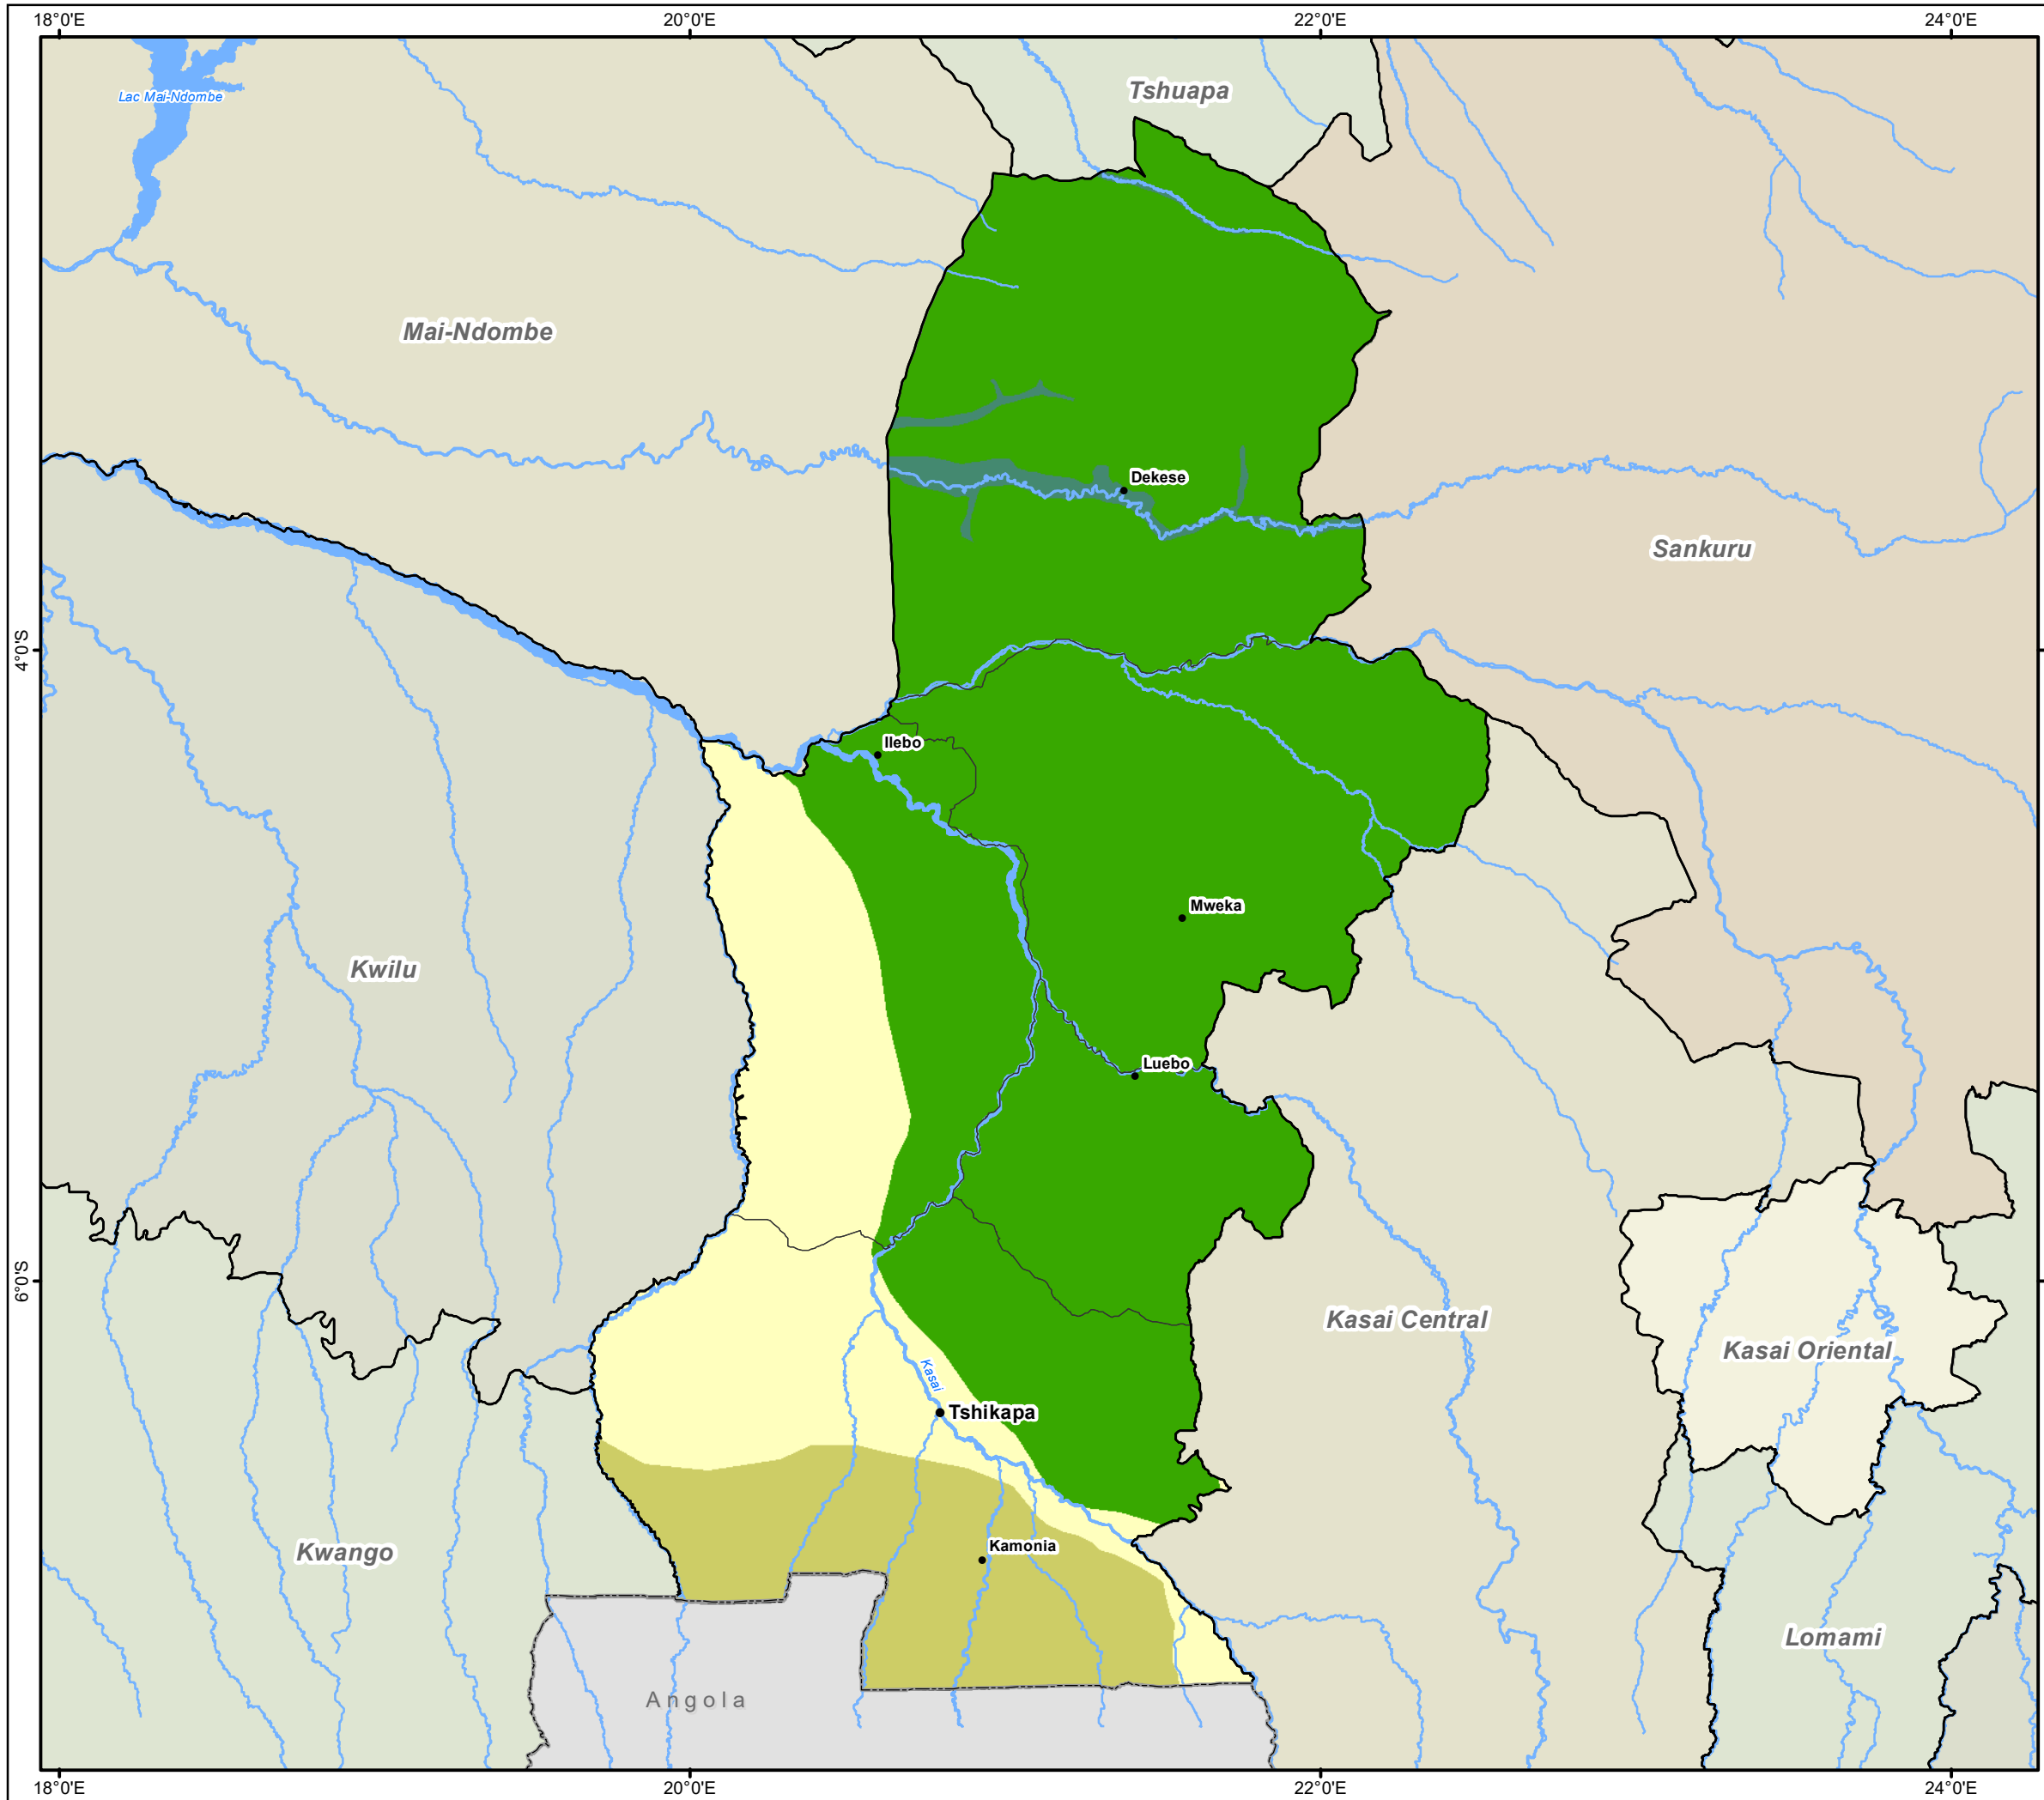 18°0'E 20°0'E 22°0'E 24°0'E
Tshuapa
Lac Mai-Ndombe
Mai-Ndombe
Dekese
Sankuru
4°0'S
Ilebo
Mweka
Kwilu
Luebo
6°0'S
Kasai Central
Kasai Oriental
Kasai
Tshikapa
Kamonia
Kwango
Lomami
Angola
18°0'E 20°0'E 22°0'E 24°0'E